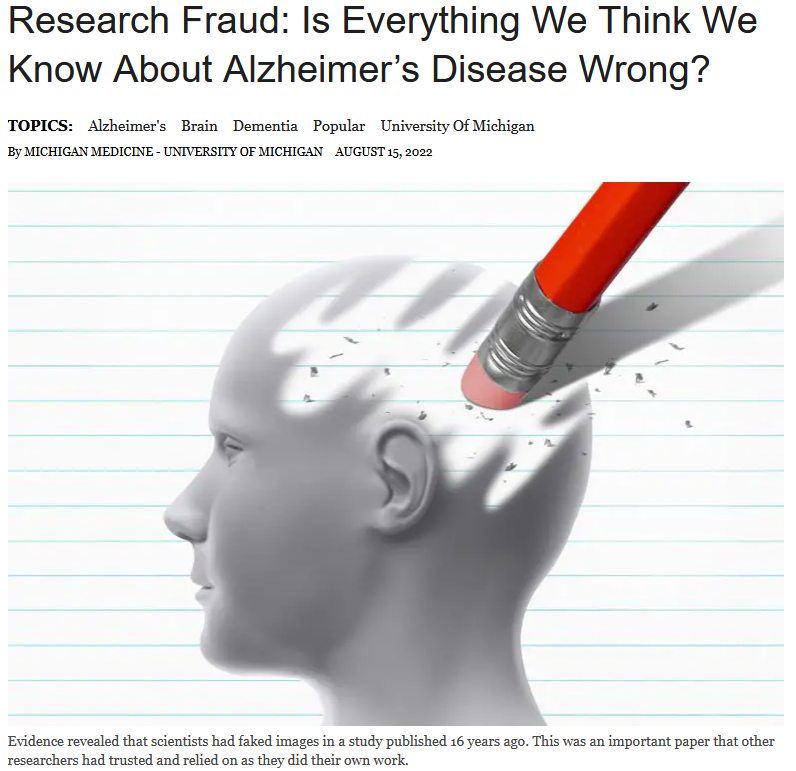 Research Fraud: Is Everything We Think We
Know About Alzheimer’s Disease Wrong?
TOPICS: Alzheimer's Brain Dementia Popular University Of Michigan
By MICHIGAN MEDICINE - UNIVERSITY OF MICHIGAN AUGUST 15, 2022
Evidence revealed that scientists had faked images in a study published 16 years ago. This was an important paper that other
researchers had trusted and relied on as they did their own work.